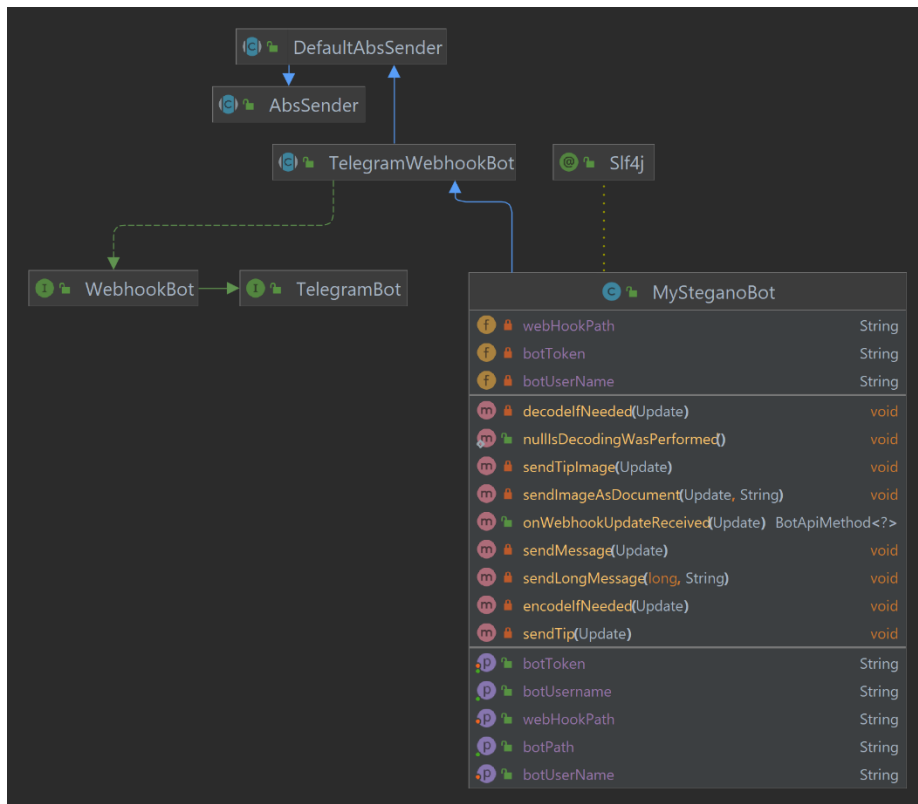 DefaultAbsSender
AbsSender
TelegramWebhookBot
Slf4j
WebhookBot
TelegramBot
MySteganoBot
webHookPath String
botToken String
botUserName String
decodeIfNeeded(Update) void
nullIsDecodingWasPerformed() void
sendTipImage(Update) void
sendImageAsDocument(Update, String) void
onWebhookUpdateReceived(Update) BotApiMethod<?>
sendMessage(Update) void
sendLongMessage(long, String) void
encodeIfNeeded(Update) void
sendTip(Update) void
botToken String
botUsername String
webHookPath String
botPath String
botUserName String